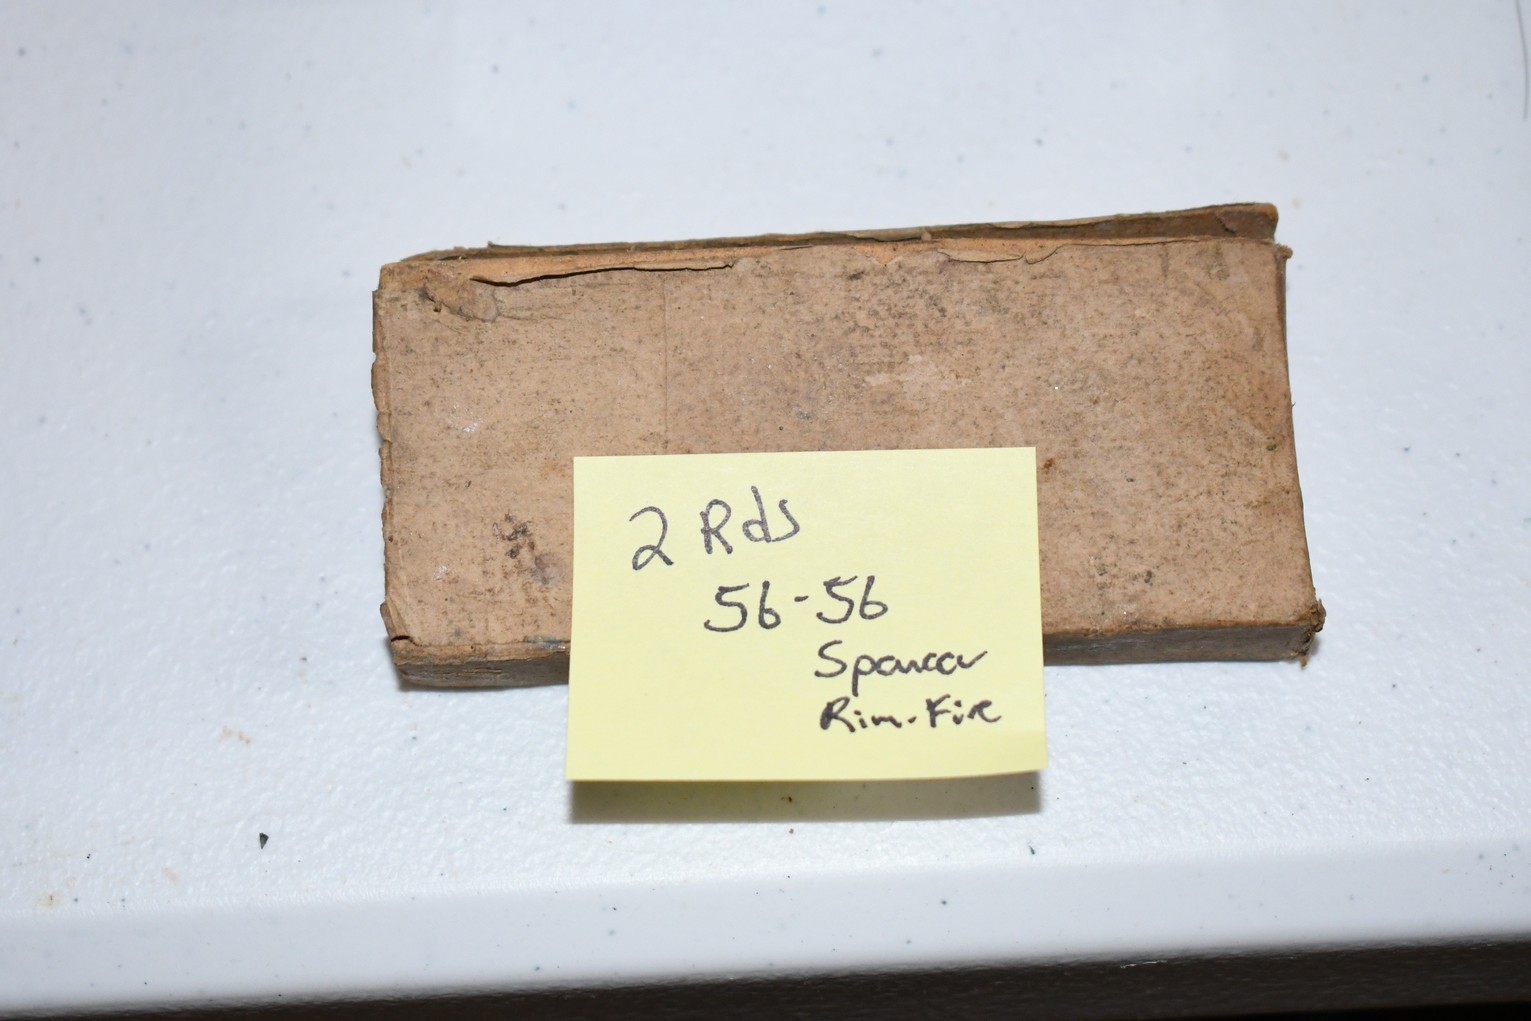 2 Rds
56-56
Spencer
Rim-Fire